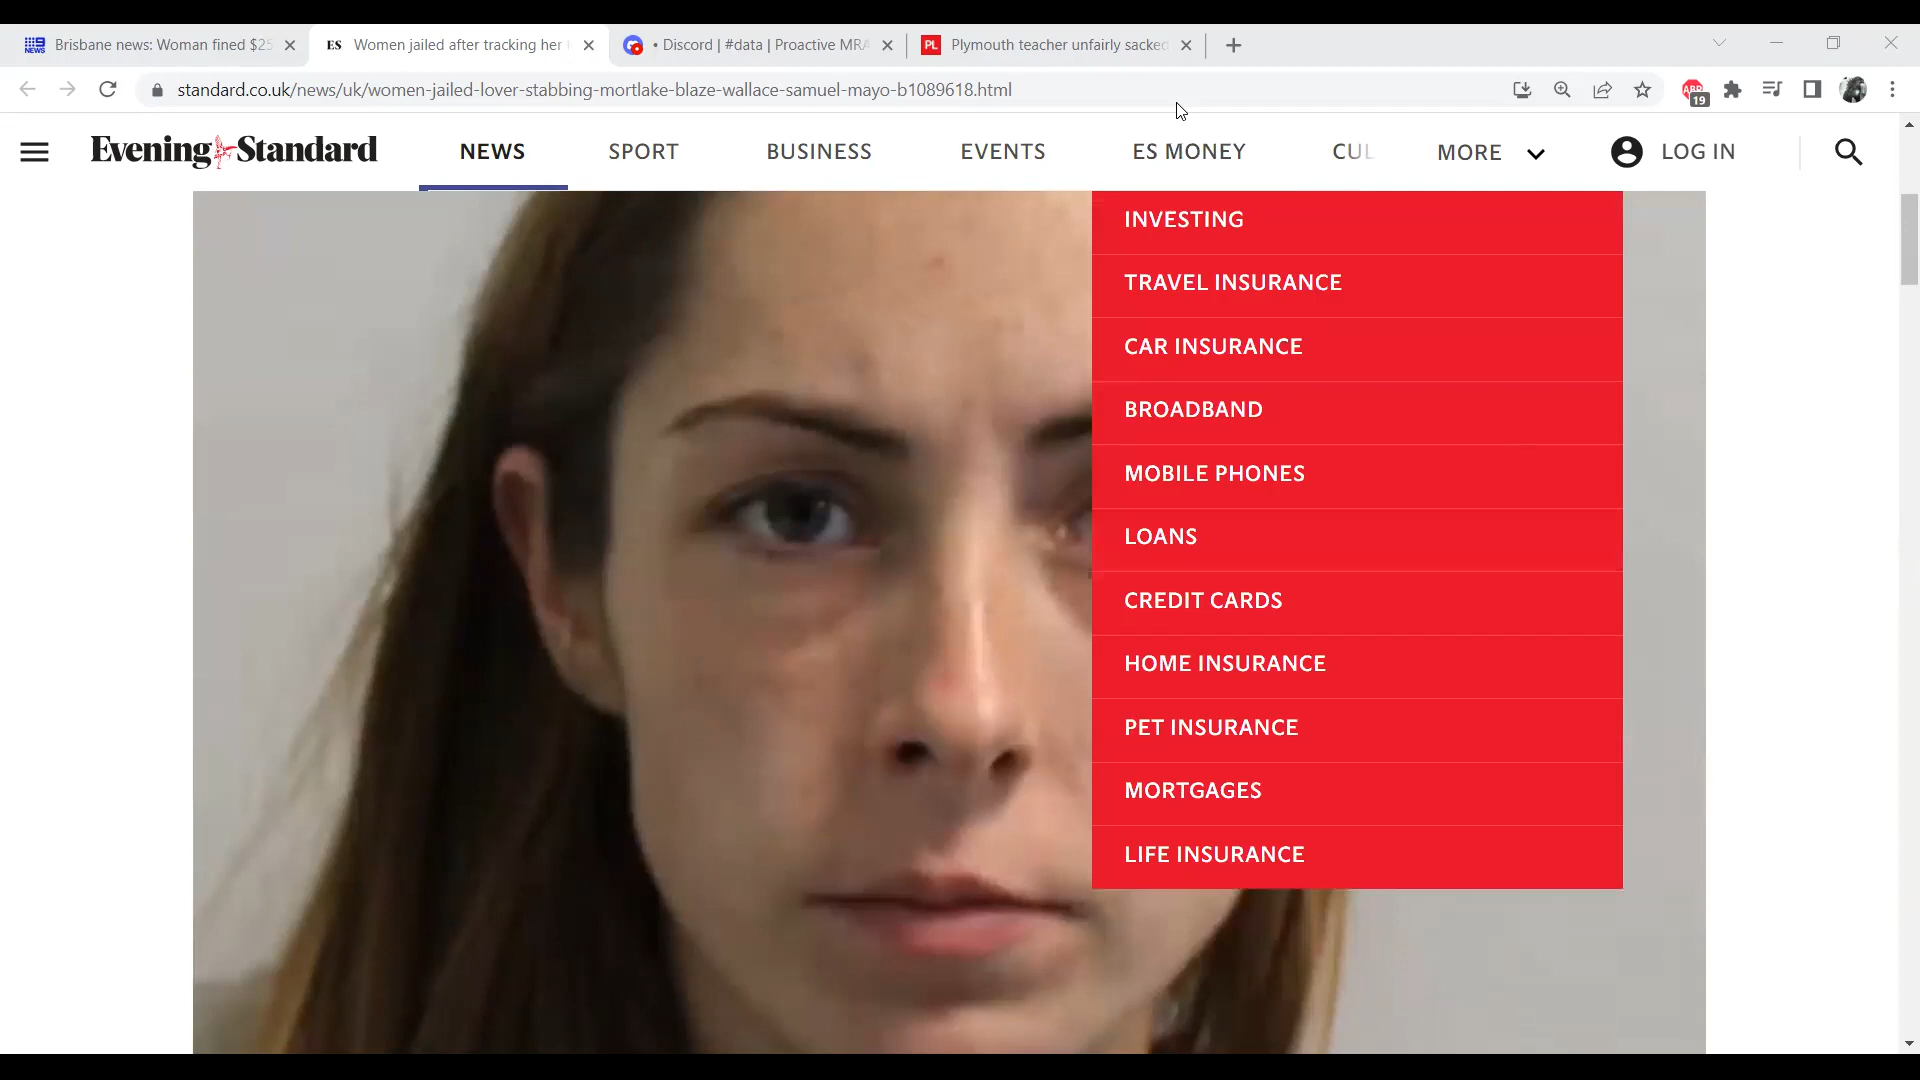 Brisbane news: Woman fined $25
ES Women jailed after tracking her
• Discord | #data | Proactive MRA
PL Plymouth teacher unfairly sacked
standard.co.uk/news/uk/women-jailed-lover-stabbing-mortlake-blaze-wallace-samuel-mayo-b1089618.html
ABP
19
Evening Standard
NEWS
SPORT
BUSINESS
EVENTS
ES MONEY
CUL
MORE
LOG IN
INVESTING
TRAVEL INSURANCE
CAR INSURANCE
BROADBAND
MOBILE PHONES
LOANS
CREDIT CARDS
HOME INSURANCE
PET INSURANCE
MORTGAGES
LIFE INSURANCE